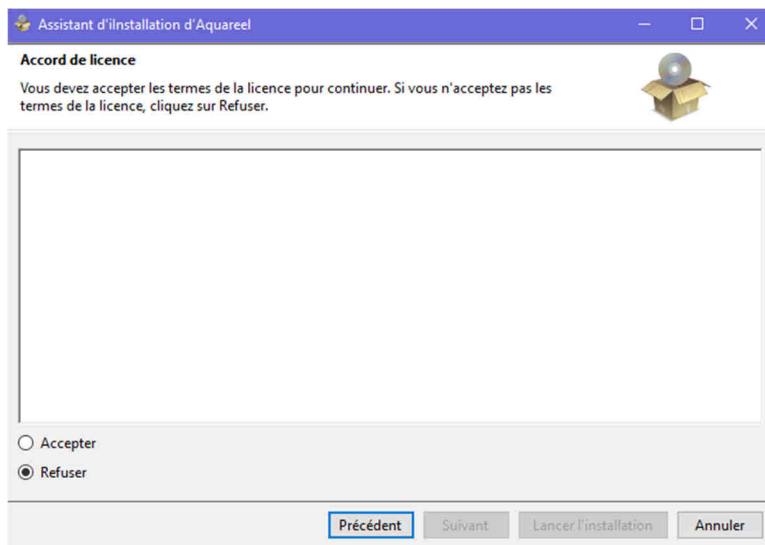 Assistant d'iInstallation d'Aquareel
Accord de licence
Vous devez accepter les termes de la licence pour continuer. Si vous n'acceptez pas les
termes de la licence, cliquez sur Refuser.
Accepter
Refuser
Précédent
Suivant
Lancer l'installation
Annuler